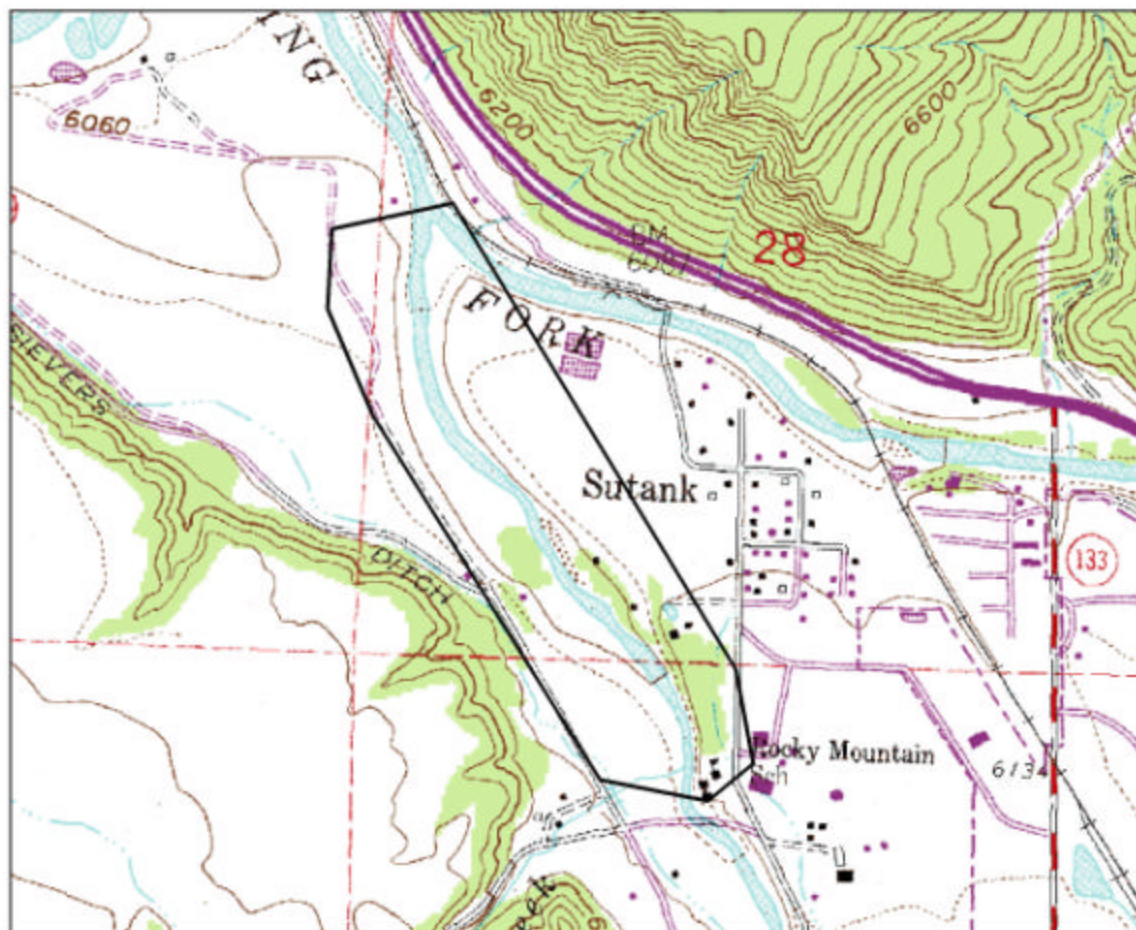 ING
6060
6200
6600
BM
28
FORK
SIEVERS
DITCH
Sutank
133
Rocky Mountain
Sch
6134